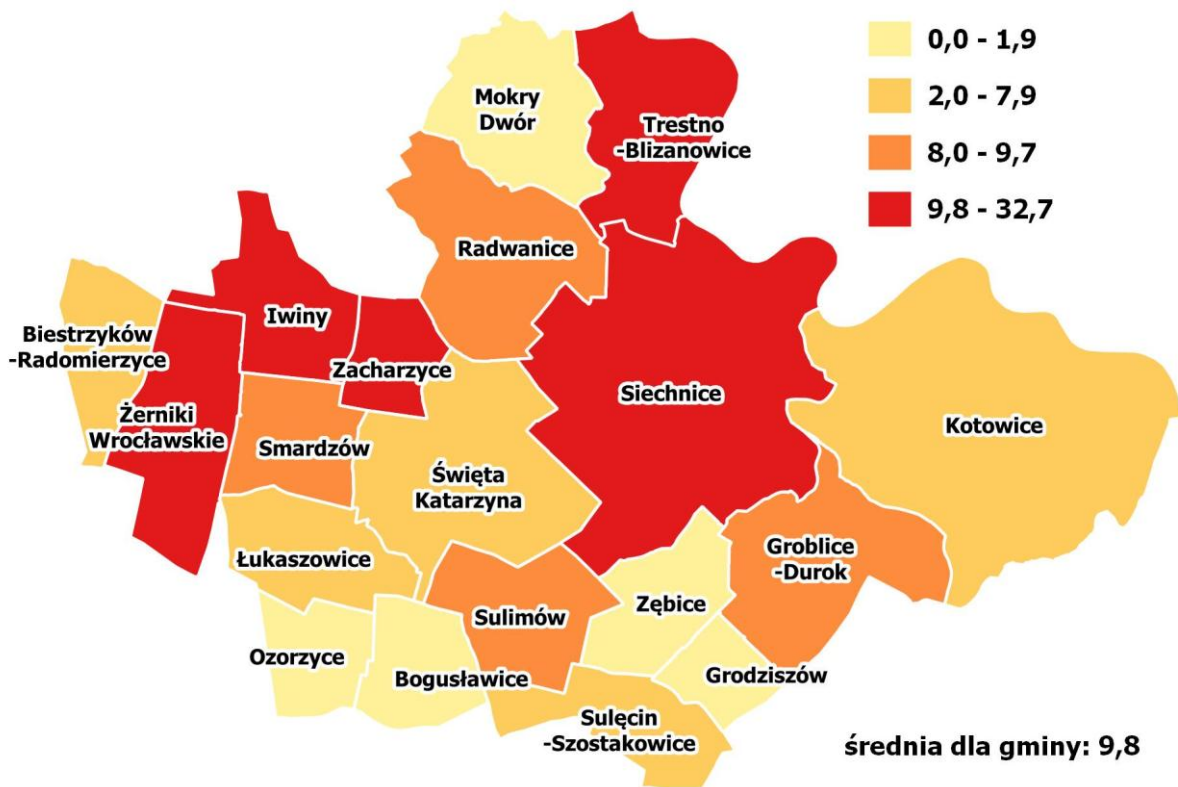 0,0 - 1,9
2,0 - 7,9
8,0 - 9,7
9,8 - 32,7
Mokry
Dwór
Trestno
-Blizanowice
Radwanice
Iwiny
Biestrzyków
-Radomierzyce
Zacharzyce
Siechnice
Żerniki
Wrocławskie
Kotowice
Smardzów
Święta
Katarzyna
Łukaszowice
Groblice
-Durok
Zębice
Sulimów
Ozorzyce
Bogusławice
Grodziszów
Sulęcin
-Szostakowice
średnia dla gminy: 9,8